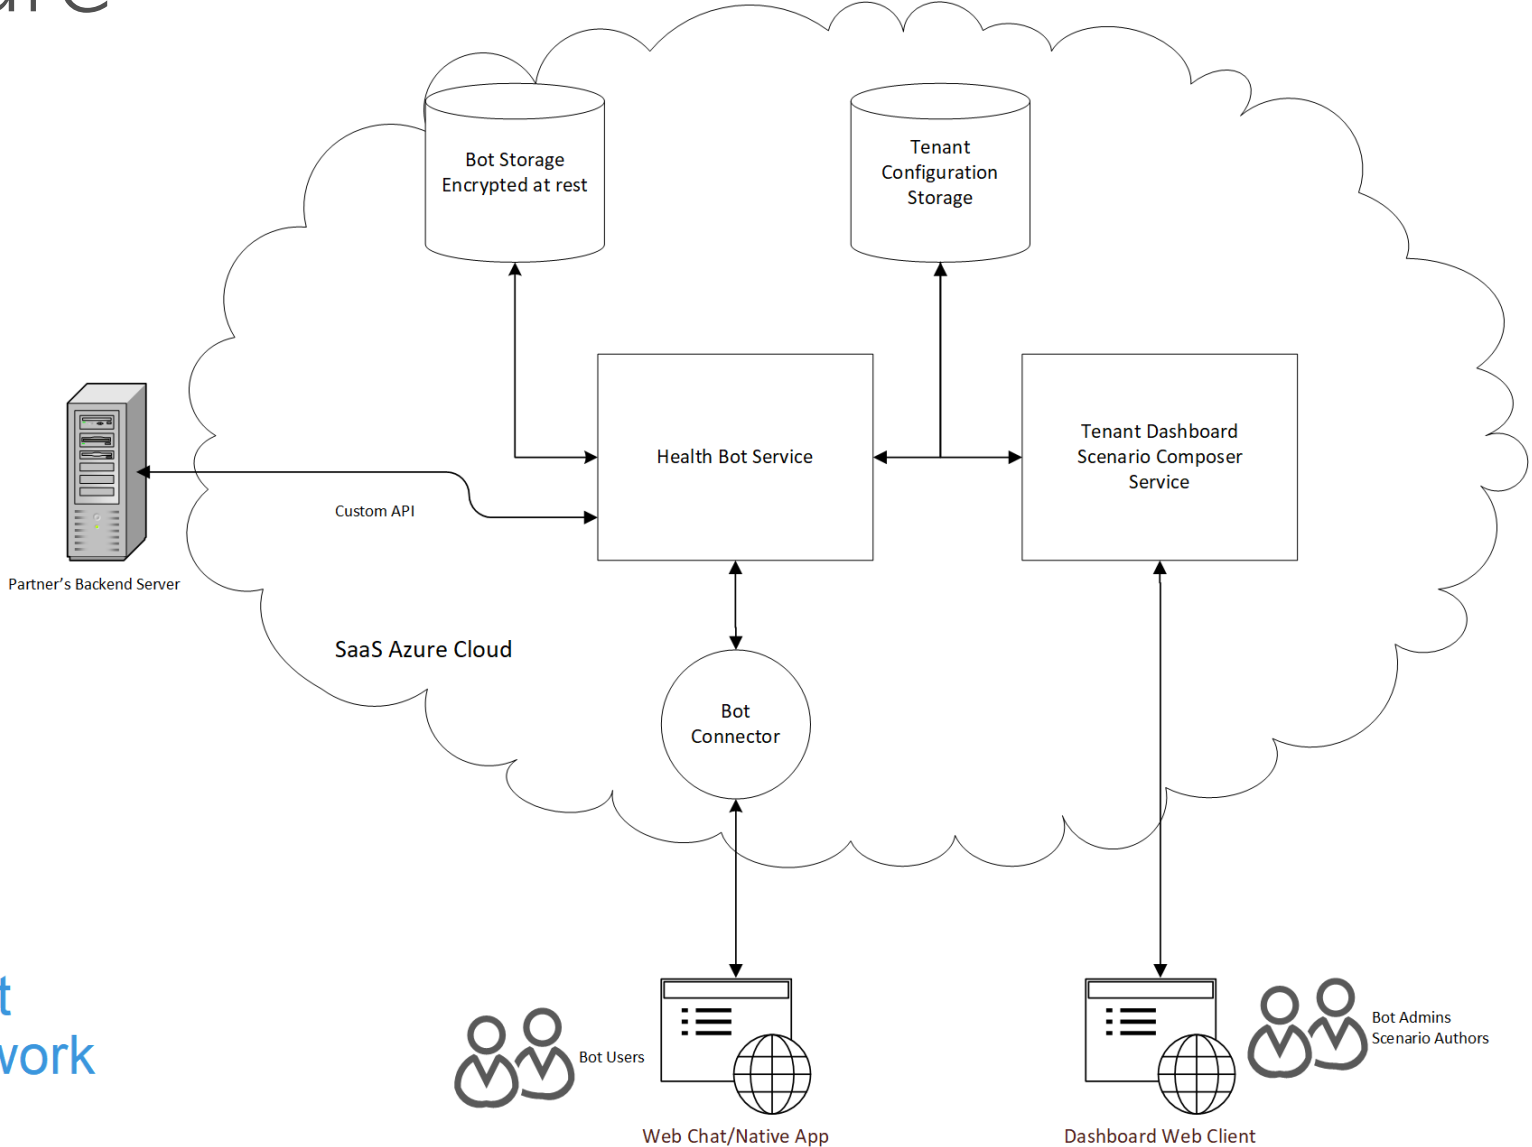 Bot Storage
Encrypted at rest
Tenant
Configuration
Storage
Health Bot Service
Tenant Dashboard
Scenario Composer
Service
Custom API
Partner's Backend Server
SaaS Azure Cloud
Bot
Connector
Bot Users
Bot Admins
Scenario Authors
Web Chat/Native App
Dashboard Web Client